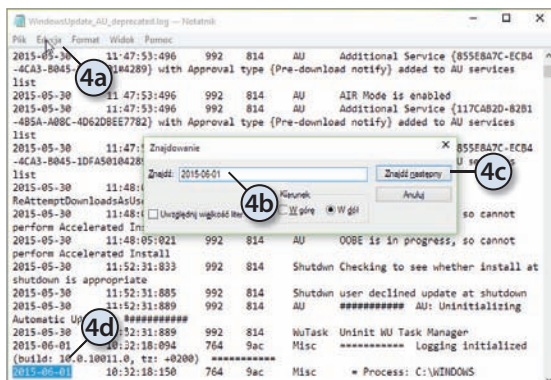 WindowsUpdate_AU_deprecated.log — Notatnik
Plik Edycja Format Widok Pomoc
2015-05-30 11:47:53:496 992 814 AU Additional Service {855E8A7C-ECB4
-4CA3-B045- 0104289} with Approval type {Pre-download notify} added to AU services
list
2015-05-30 11:47:53:496 992 814 AU AIR Mode is enabled
2015-05-30 11:47:53:496 992 814 AU Additional Service {117CAB2D-82B1
-4B5A-A08C-4D62DBEE7782} with Approval type {Pre-download notify} added to AU services
list
2015-05-30 11:47: 855E8A7C-ECB4
-4CA3-B045-1DFA50104289 services
list
2015-05-30 11:48:
ReAttemptDownloadsAsUs
2015-05-30 11:48: so cannot
perform Accelerated In
2015-05-30 11:48:05:021 992 814 AU OOBE is in progress, so cannot
perform Accelerated Install
2015-05-30 11:52:31:833 992 814 Shutdwn Checking to see whether install at
shutdown is appropriate
2015-05-30 11:52:31:885 992 814 Shutdwn user declined update at shutdown
2015-05-30 11:52:31:889 992 814 AU ########### AU: Uninitializing
Automatic Up ###########
2015-05-30 11:52:31:889 992 814 WuTask Uninit WU Task Manager
2015-06-01 10:32:18:094 764 9ac Misc =========== Logging initialized
(build: 10.0.10011.0, tz: +0200) ===========
2015-06-01 10:32:18:150 764 9ac Misc = Process: C:\WINDOWS
Znajdowanie
Znajdź: 2015-06-01
Znajdź następny
Kierunek
Anuluj
Uwzględnij wielkość liter
W górę
W dół
4a
4b
4c
4d